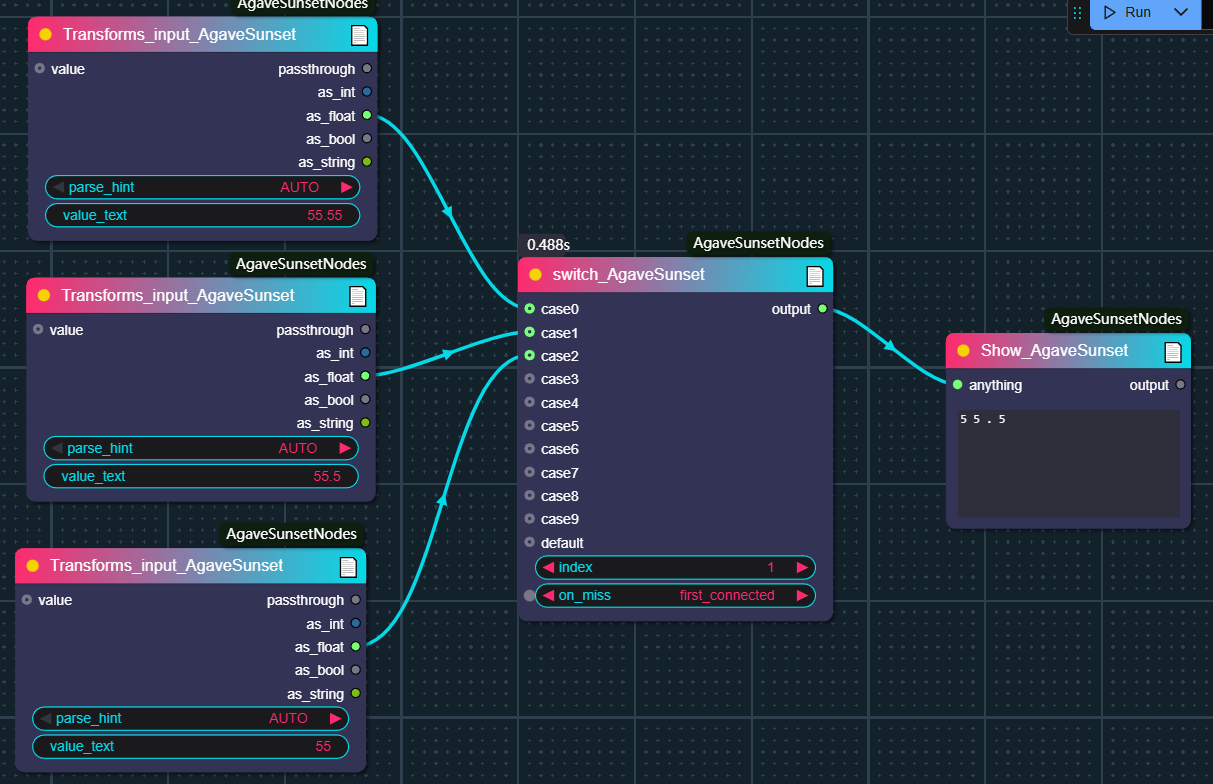 AgaveSunsetNodes
Transforms_input_AgaveSunset
value
passthrough
as_int
as_float
as_bool
as_string
parse_hint
AUTO
value_text
55.55
AgaveSunsetNodes
Transforms_input_AgaveSunset
value
passthrough
as_int
as_float
as_bool
as_string
parse_hint
AUTO
value_text
55.5
AgaveSunsetNodes
Transforms_input_AgaveSunset
value
passthrough
as_int
as_float
as_bool
as_string
parse_hint
AUTO
value_text
55
0.488s
AgaveSunsetNodes
switch_AgaveSunset
case0
output
case1
case2
case3
case4
case5
case6
case7
case8
case9
default
index
1
on_miss
first_connected
Run
AgaveSunsetNodes
Show_AgaveSunset
anything
output
55.5